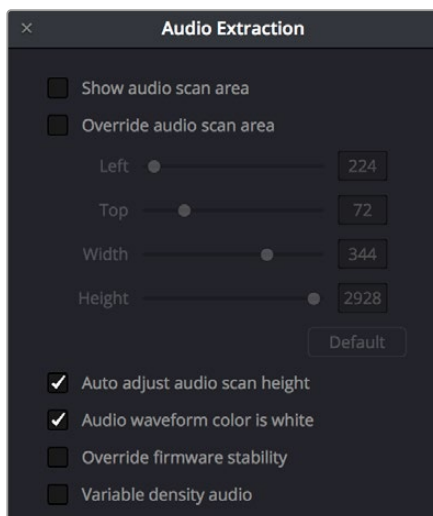 × Audio Extraction
Show audio scan area
Override audio scan area
Left 224
Top 72
Width 344
Height 2928
Default
Auto adjust audio scan height
Audio waveform color is white
Override firmware stability
Variable density audio